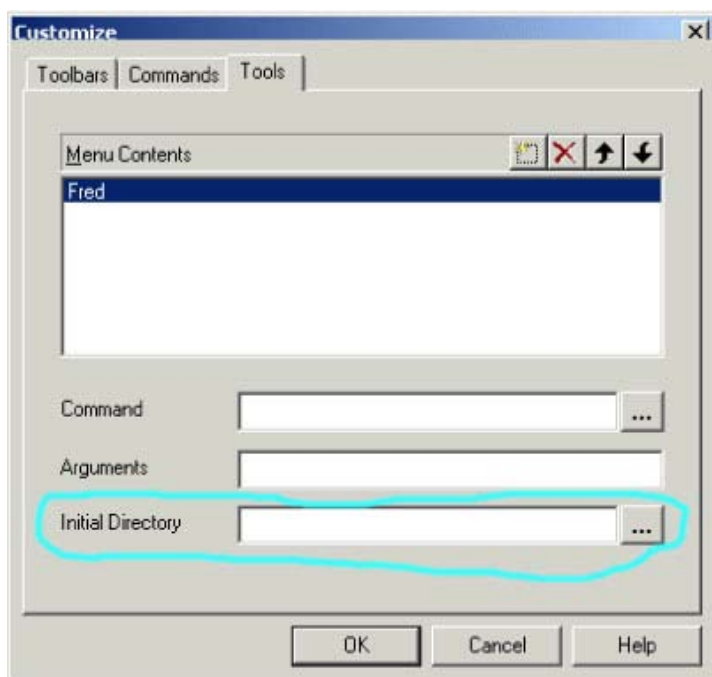 Customize
Toolbars Commands Tools
Menu Contents
Fred
Command ...
Arguments
Initial Directory ...
OK Cancel Help